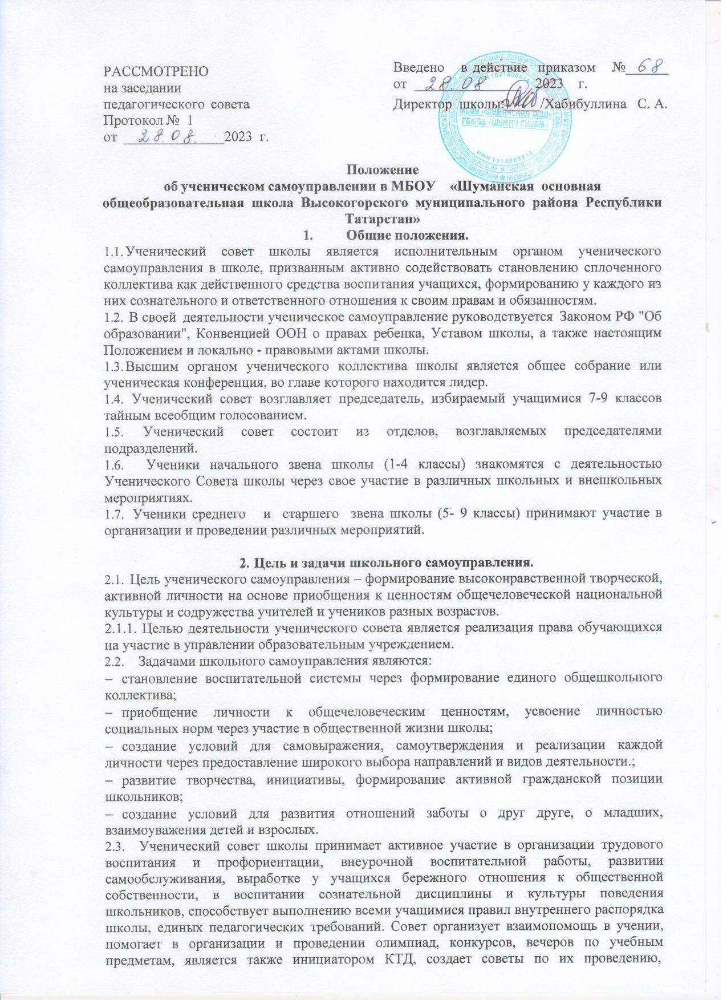 РАССМОТРЕНО
на заседании
педагогического совета
Протокол № 1
от 28.08. 2023 г.
Введено в действие приказом № 68
от 28.08 2023 г.
Директор школы: /Хабибуллина С. А.
МБОУ «ШУМАНСКАЯ ООШ»
ГБМБУ «ШУМАН ГУББМ»
ИНН 1616008810
Положение
об ученическом самоуправлении в МБОУ «Шуманская основная
общеобразовательная школа Высокогорского муниципального района Республики
Татарстан»
1. Общие положения.
1.1. Ученический совет школы является исполнительным органом ученического
самоуправления в школе, призванным активно содействовать становлению сплоченного
коллектива как действенного средства воспитания учащихся, формированию у каждого из
них сознательного и ответственного отношения к своим правам и обязанностям.
1.2. В своей деятельности ученическое самоуправление руководствуется Законом РФ "Об
образовании", Конвенцией ООН о правах ребенка, Уставом школы, а также настоящим
Положением и локально - правовыми актами школы.
1.3. Высшим органом ученического коллектива школы является общее собрание или
ученическая конференция, во главе которого находится лидер.
1.4. Ученический совет возглавляет председатель, избираемый учащимися 7-9 классов
тайным всеобщим голосованием.
1.5. Ученический совет состоит из отделов, возглавляемых председателями
подразделений.
1.6. Ученики начального звена школы (1-4 классы) знакомятся с деятельностью
Ученического Совета школы через свое участие в различных школьных и внешкольных
мероприятиях.
1.7. Ученики среднего и старшего звена школы (5- 9 классы) принимают участие в
организации и проведении различных мероприятий.
2. Цель и задачи школьного самоуправления.
2.1. Цель ученического самоуправления – формирование высоконравственной творческой,
активной личности на основе приобщения к ценностям общечеловеческой национальной
культуры и содружества учителей и учеников разных возрастов.
2.1.1. Целью деятельности ученического совета является реализация права обучающихся
на участие в управлении образовательным учреждением.
2.2. Задачами школьного самоуправления являются:
– становление воспитательной системы через формирование единого общешкольного
коллектива;
– приобщение личности к общечеловеческим ценностям, усвоение личностью
социальных норм через участие в общественной жизни школы;
– создание условий для самовыражения, самоутверждения и реализации каждой
личности через предоставление широкого выбора направлений и видов деятельности.;
– развитие творчества, инициативы, формирование активной гражданской позиции
школьников;
– создание условий для развития отношений заботы о друг друге, о младших,
взаимоуважения детей и взрослых.
2.3. Ученический совет школы принимает активное участие в организации трудового
воспитания и профориентации, внеурочной воспитательной работы, развитии
самообслуживания, выработке у учащихся бережного отношения к общественной
собственности, в воспитании сознательной дисциплины и культуры поведения
школьников, способствует выполнению всеми учащимися правил внутреннего распорядка
школы, единых педагогических требований. Совет организует взаимопомощь в учении,
помогает в организации и проведении олимпиад, конкурсов, вечеров по учебным
предметам, является также инициатором КТД, создает советы по их проведению,